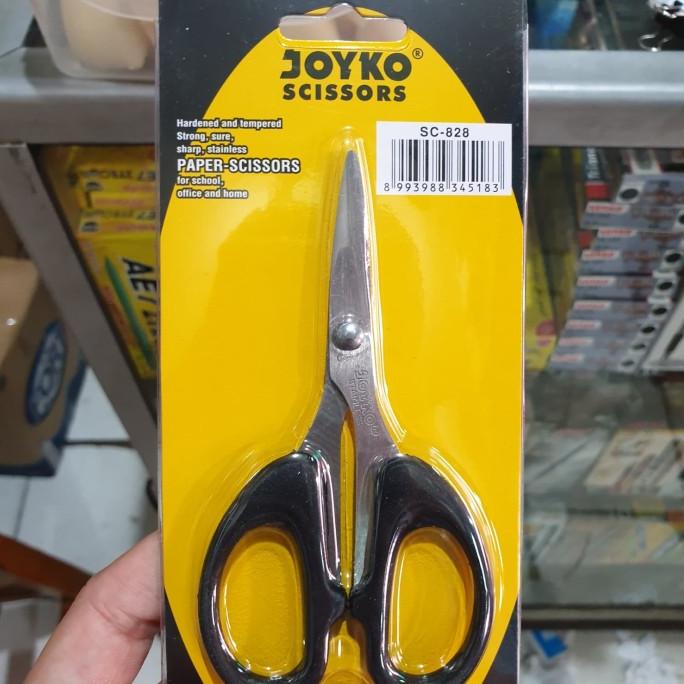 JOYKO®
SCISSORS
Hardened and tempered
Strong, sure,
sharp, stainless
PAPER-SCISSORS
for school,
office and home
SC-828
8 993988 345183
JOYKO